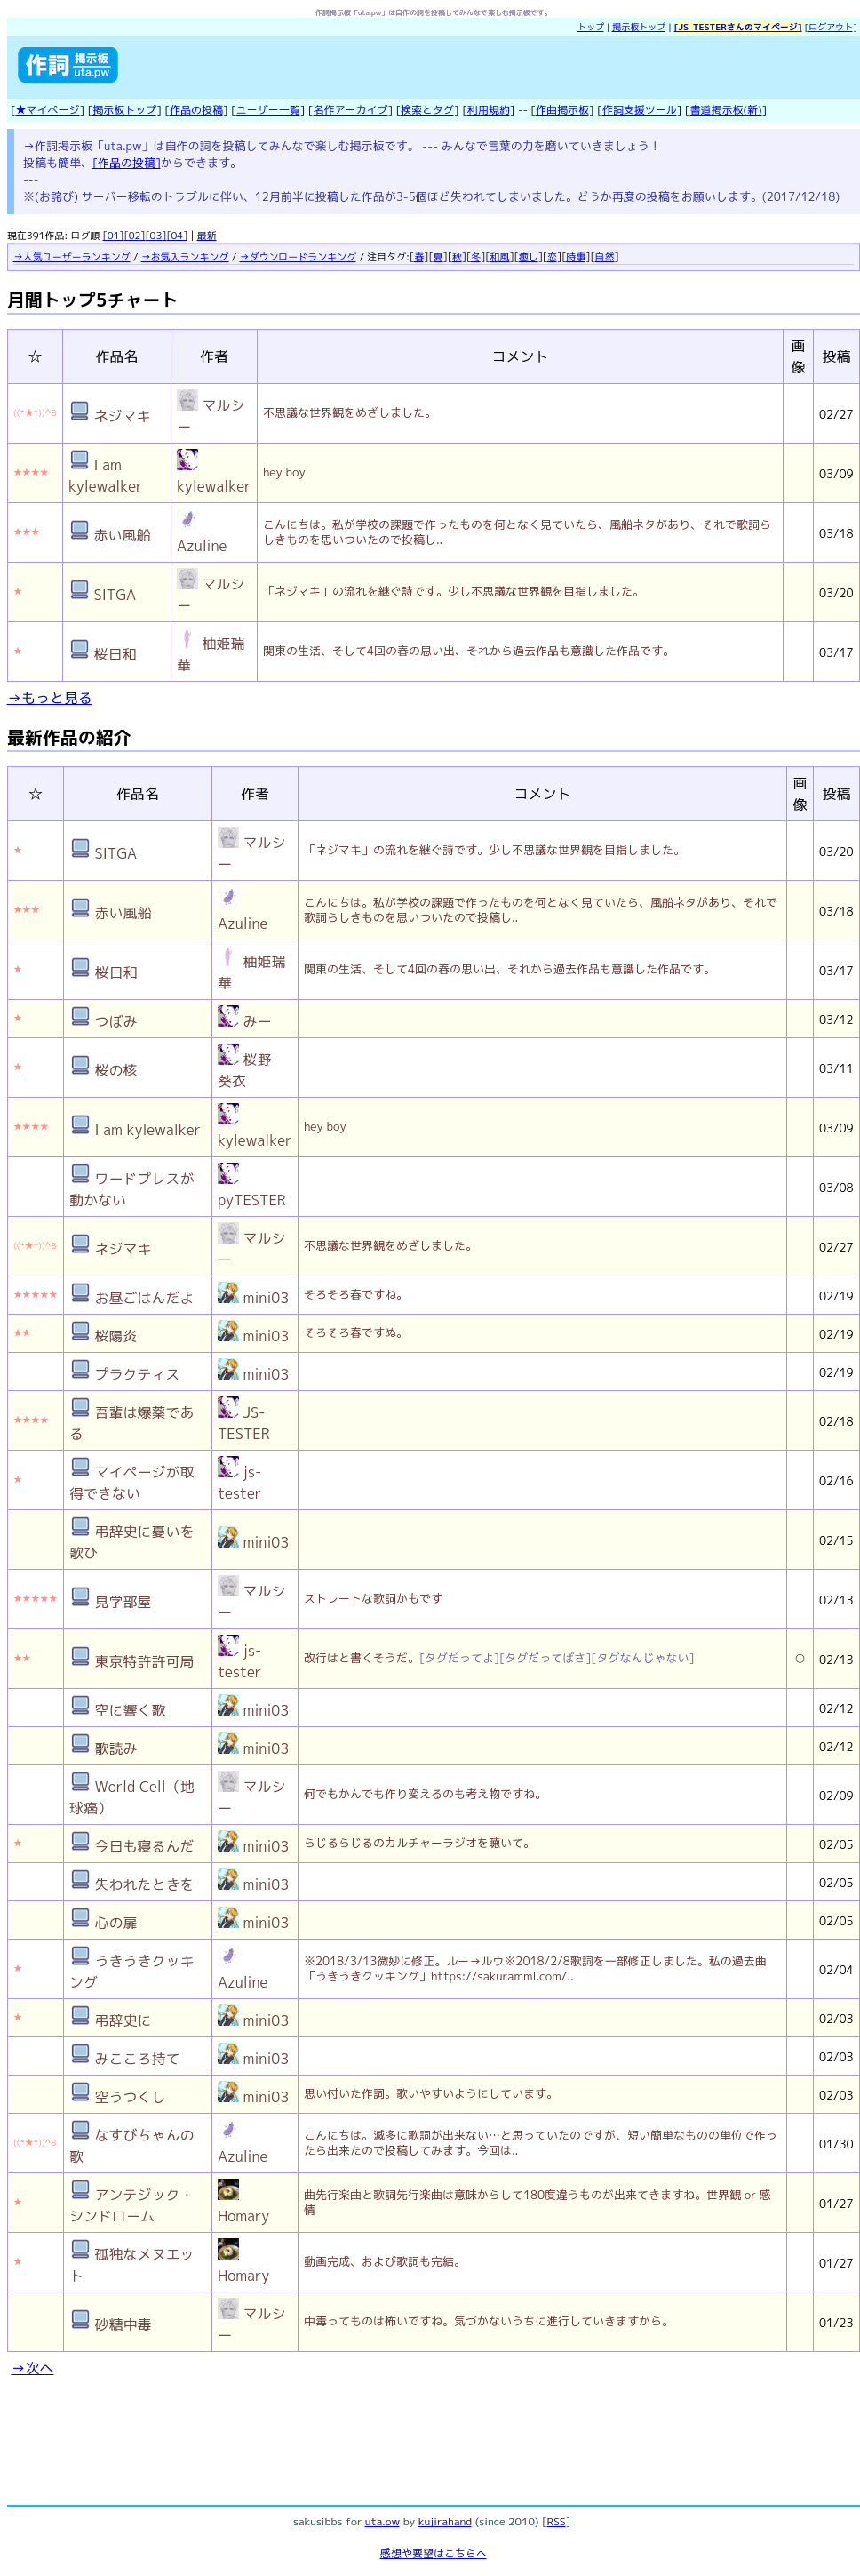 作詞掲示板「uta.pw」は自作の詞を投稿してみんなで楽しむ掲示板です。
トップ | 掲示板トップ | [JS-TESTERさんのマイページ] [ログアウト]
作詞 掲示板 uta.pw
[★マイページ] [掲示板トップ] [作品の投稿] [ユーザー一覧] [名作アーカイブ] [検索とタグ] [利用規約] -- [作曲掲示板] [作詞支援ツール] [書道掲示板(新)]
→作詞掲示板「uta.pw」は自作の詞を投稿してみんなで楽しむ掲示板です。 --- みんなで言葉の力を磨いていきましょう！
投稿も簡単、[作品の投稿]からできます。
---
※(お詫び) サーバー移転のトラブルに伴い、12月前半に投稿した作品が3-5個ほど失われてしまいました。どうか再度の投稿をお願いします。(2017/12/18)
現在391作品: ログ順 [01][02][03][04] | 最新
→人気ユーザーランキング / →お気入ランキング / →ダウンロードランキング / 注目タグ:[春][夏][秋][冬][和風][癒し][恋][時事][自然]
月間トップ5チャート
☆ 作品名 作者 コメント 画像 投稿
((*★*))^8 ネジマキ マルシー 不思議な世界観をめざしました。 02/27
★★★★ I am kylewalker kylewalker hey boy 03/09
★★★ 赤い風船 Azuline こんにちは。私が学校の課題で作ったものを何となく見ていたら、風船ネタがあり、それで歌詞らしきものを思いついたので投稿し.. 03/18
★ SITGA マルシー 「ネジマキ」の流れを継ぐ詩です。少し不思議な世界観を目指しました。 03/20
★ 桜日和 柚姫瑞華 関東の生活、そして4回の春の思い出、それから過去作品も意識した作品です。 03/17
→もっと見る
最新作品の紹介
☆ 作品名 作者 コメント 画像 投稿
★ SITGA マルシー 「ネジマキ」の流れを継ぐ詩です。少し不思議な世界観を目指しました。 03/20
★★★ 赤い風船 Azuline こんにちは。私が学校の課題で作ったものを何となく見ていたら、風船ネタがあり、それで歌詞らしきものを思いついたので投稿し.. 03/18
★ 桜日和 柚姫瑞華 関東の生活、そして4回の春の思い出、それから過去作品も意識した作品です。 03/17
★ つぼみ みー 03/12
★ 桜の核 桜野葵衣 03/11
★★★★ I am kylewalker kylewalker hey boy 03/09
ワードプレスが動かない pyTESTER 03/08
((*★*))^8 ネジマキ マルシー 不思議な世界観をめざしました。 02/27
★★★★★ お昼ごはんだよ mini03 そろそろ春ですね。 02/19
★★ 桜陽炎 mini03 そろそろ春ですぬ。 02/19
プラクティス mini03 02/19
★★★★ 吾輩は爆薬である JS-TESTER 02/18
★ マイページが取得できない js-tester 02/16
弔辞史に憂いを歌ひ mini03 02/15
★★★★★ 見学部屋 マルシー ストレートな歌詞かもです 02/13
★★ 東京特許許可局 js-tester 改行はと書くそうだ。[タグだってよ][タグだってばさ][タグなんじゃない] ○ 02/13
空に響く歌 mini03 02/12
歌読み mini03 02/12
World Cell（地球癌） マルシー 何でもかんでも作り変えるのも考え物ですね。 02/09
★ 今日も寝るんだ mini03 らじるらじるのカルチャーラジオを聴いて。 02/05
失われたときを mini03 02/05
心の扉 mini03 02/05
★ うきうきクッキング Azuline ※2018/3/13微妙に修正。ルー→ルウ※2018/2/8歌詞を一部修正しました。私の過去曲「うきうきクッキング」https://sakuramml.com/.. 02/04
★ 弔辞史に mini03 02/03
みこころ持て mini03 02/03
空うつくし mini03 思い付いた作詞。歌いやすいようにしています。 02/03
((*★*))^8 なすびちゃんの歌 Azuline こんにちは。滅多に歌詞が出来ない…と思っていたのですが、短い簡単なものの単位で作ったら出来たので投稿してみます。今回は.. 01/30
★ アンテジック・シンドローム Homary 曲先行楽曲と歌詞先行楽曲は意味からして180度違うものが出来てきますね。世界観 or 感情 01/27
★ 孤独なメヌエット Homary 動画完成、および歌詞も完結。 01/27
砂糖中毒 マルシー 中毒ってものは怖いですね。気づかないうちに進行していきますから。 01/23
→次へ
sakusibbs for uta.pw by kujirahand (since 2010) [RSS]
感想や要望はこちらへ